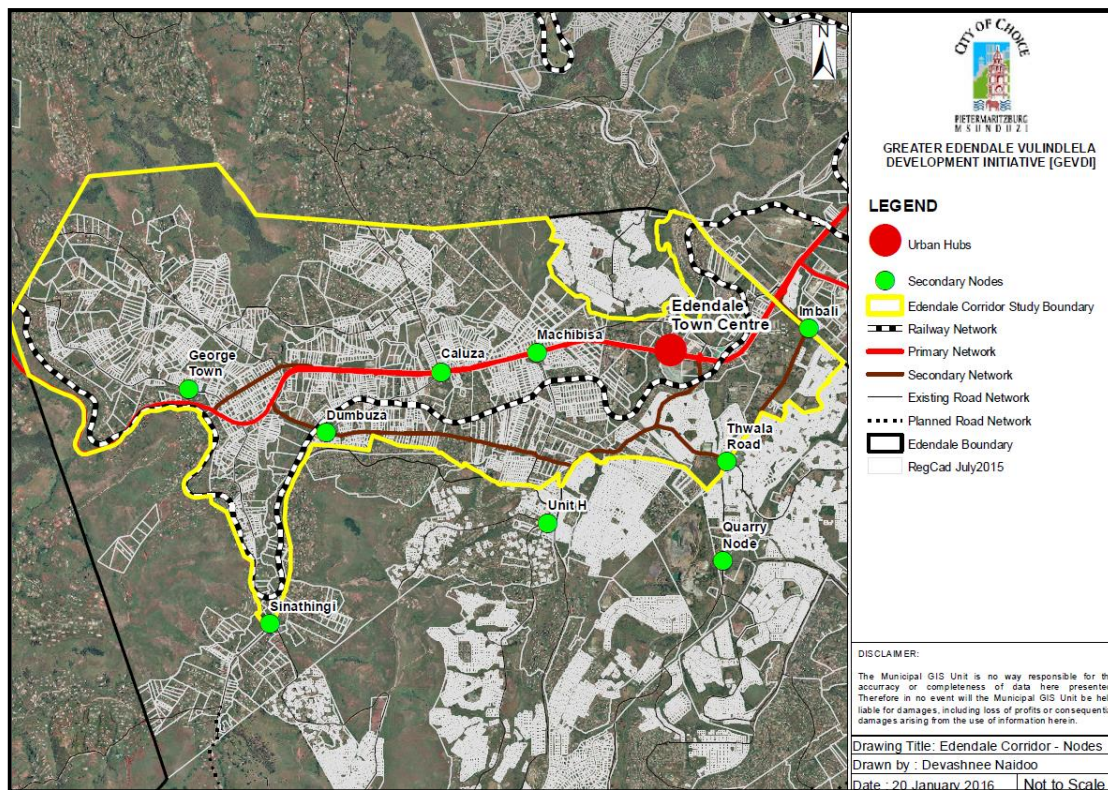 N
Edendale
Town Centre
Imbali
Machibisa
Caluza
George
Town
Dumbuza
Thwala
Road
Unit H
Quarry
Node
Sinathingi
CITY OF CHOICE
PIETERMARITZBURG
MSUNDUZI
GREATER EDENDALE VULINDLELA
DEVELOPMENT INITIATIVE [GEVDI]
LEGEND
Urban Hubs
Secondary Nodes
Edendale Corridor Study Boundary
Railway Network
Primary Network
Secondary Network
Existing Road Network
Planned Road Network
Edendale Boundary
RegCad July2015
DISCLAIMER:
The Municipal GIS Unit is no way responsible for th
accurracy or completeness of data here presente
Therefore in no event will the Municipal GIS Unit be hel
liable for damages, including loss of profits or consequentia
damages arising from the use of information herein.
Drawing Title: Edendale Corridor - Nodes
Drawn by : Devashnee Naidoo
Date : 20 January 2016
Not to Scale